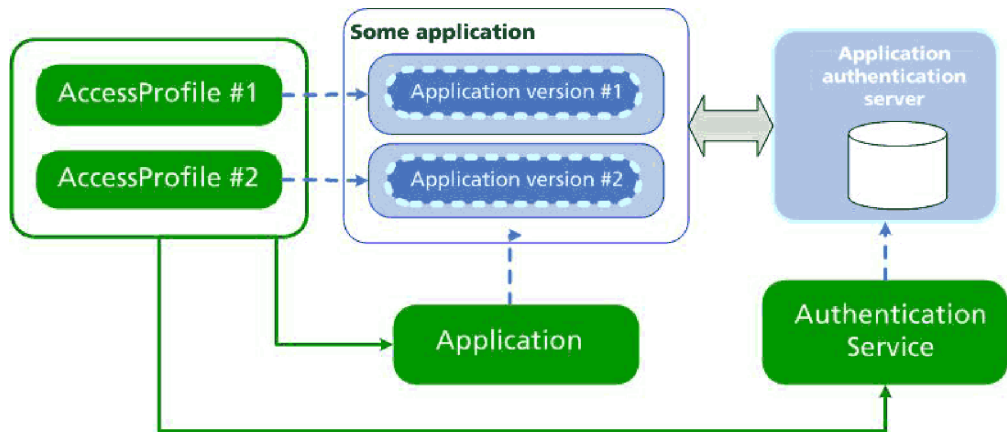 Some application
AccessProfile #1
Application version #1
AccessProfile #2
Application version #2
Application
authentication
server
Application
Authentication
Service